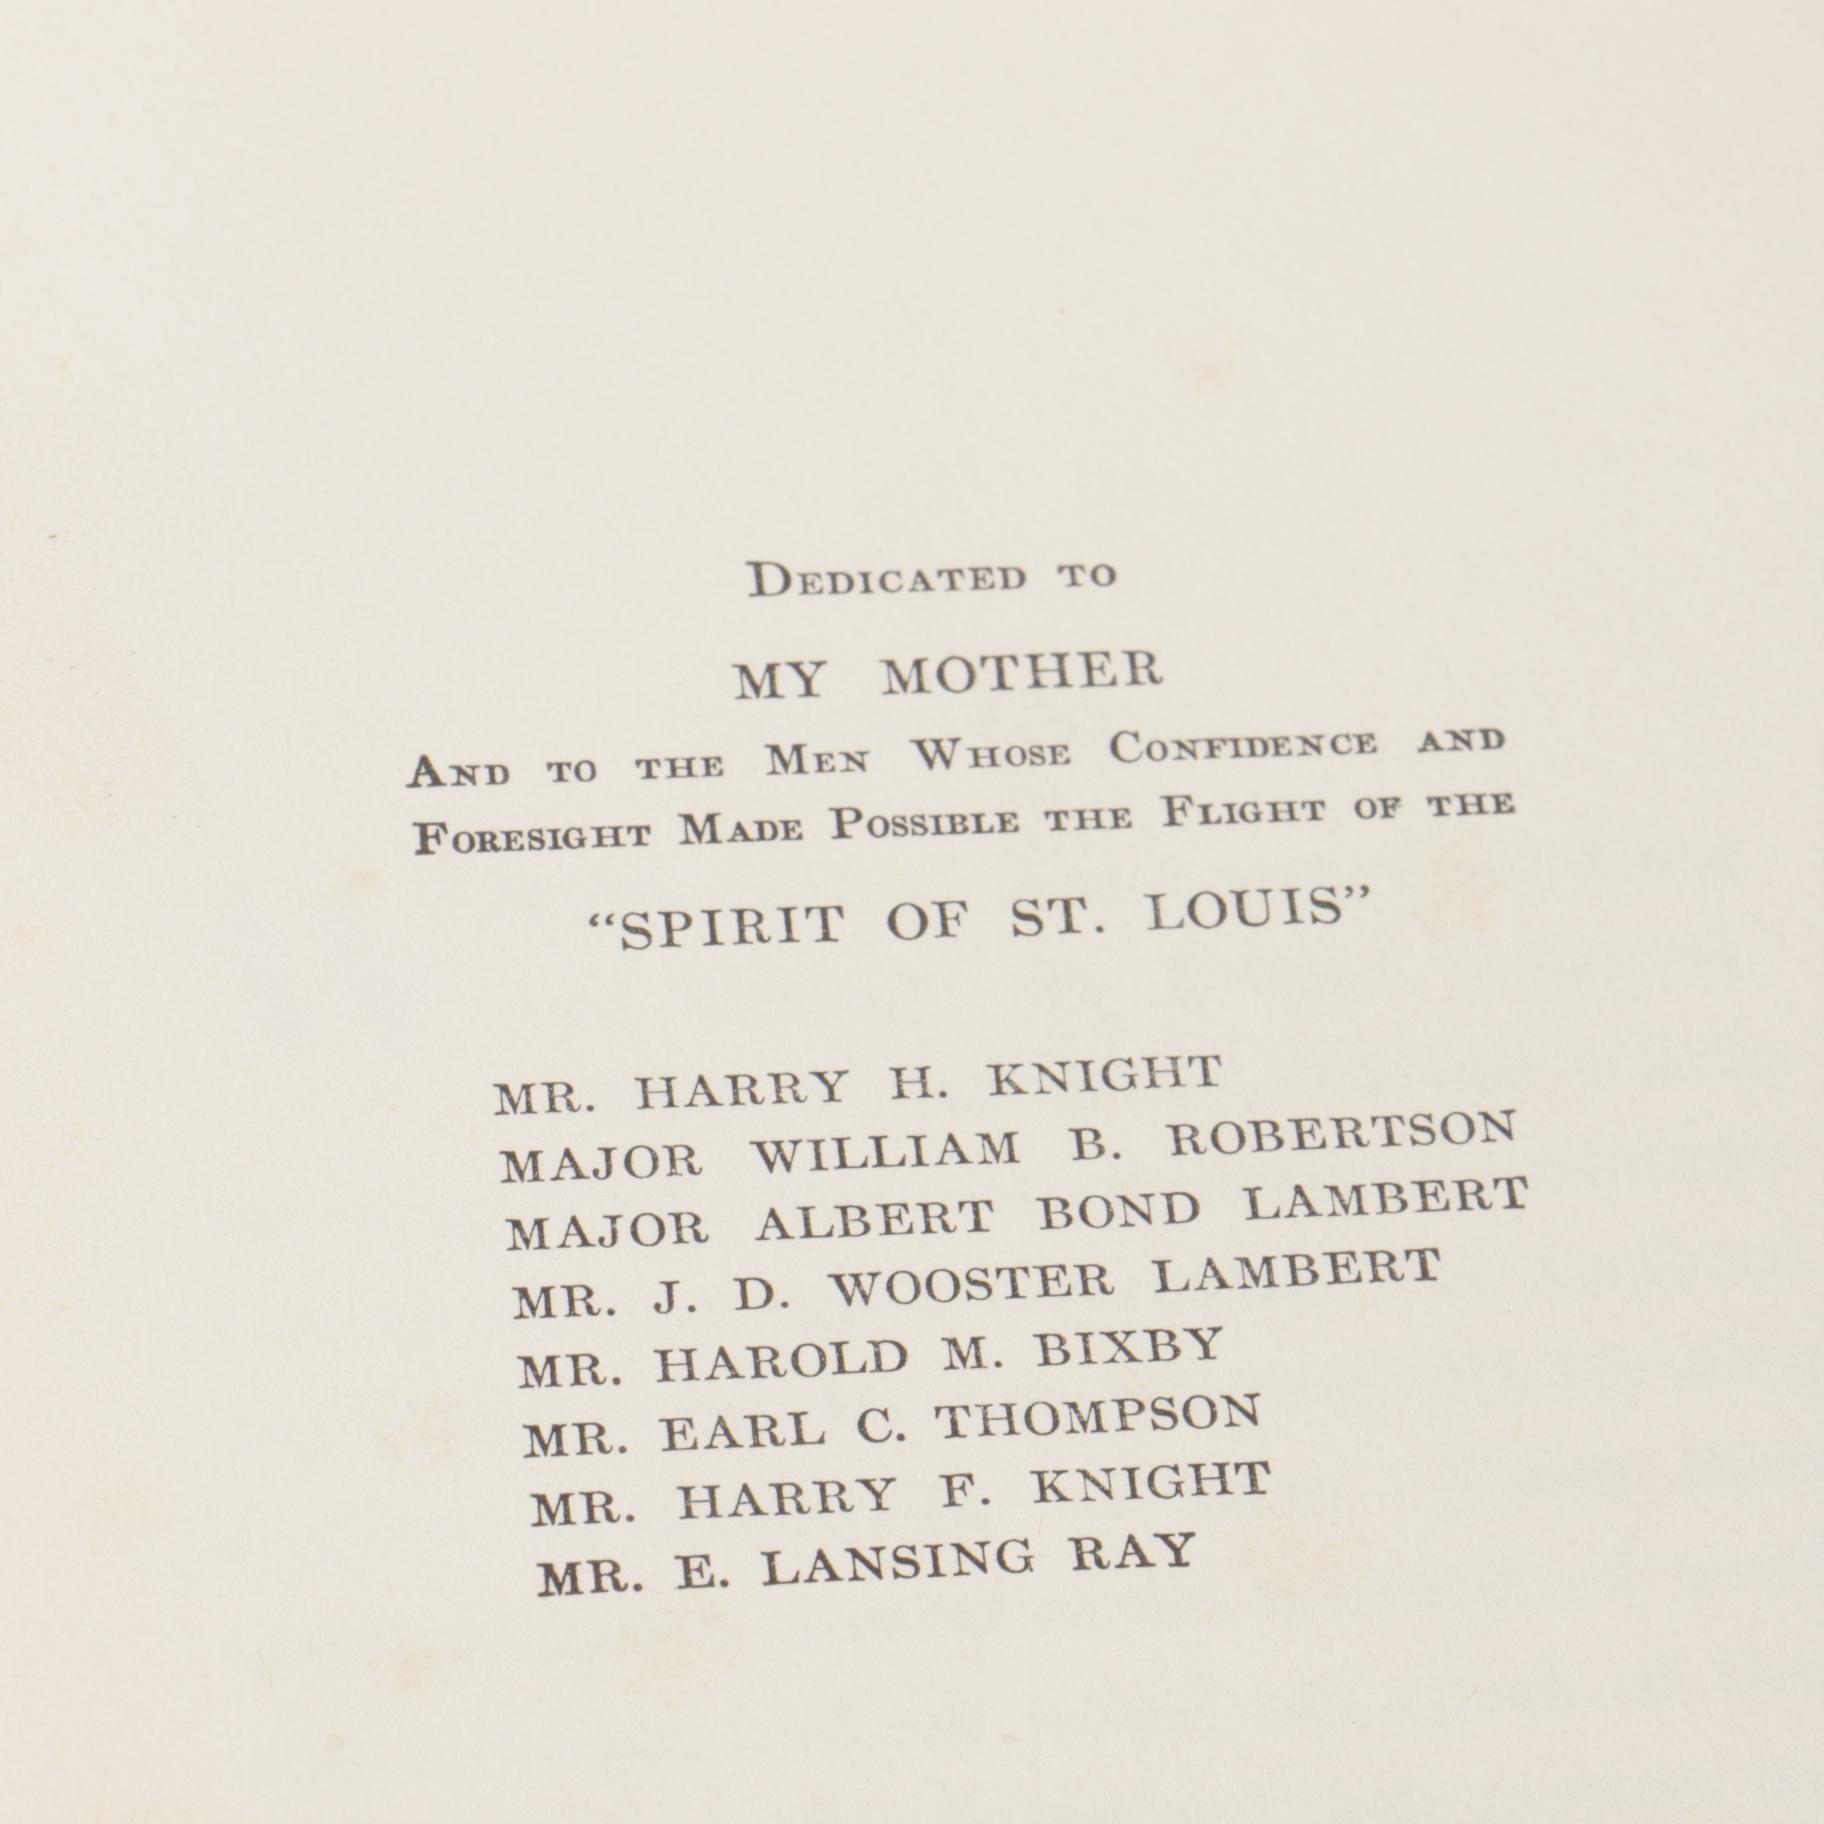 Dedicated to
MY MOTHER
And to the Men Whose Confidence and
Foresight Made Possible the Flight of the
“SPIRIT OF ST. LOUIS”
MR. HARRY H. KNIGHT
MAJOR WILLIAM B. ROBERTSON
MAJOR ALBERT BOND LAMBERT
MR. J. D. WOOSTER LAMBERT
MR. HAROLD M. BIXBY
MR. EARL C. THOMPSON
MR. HARRY F. KNIGHT
MR. E. LANSING RAY